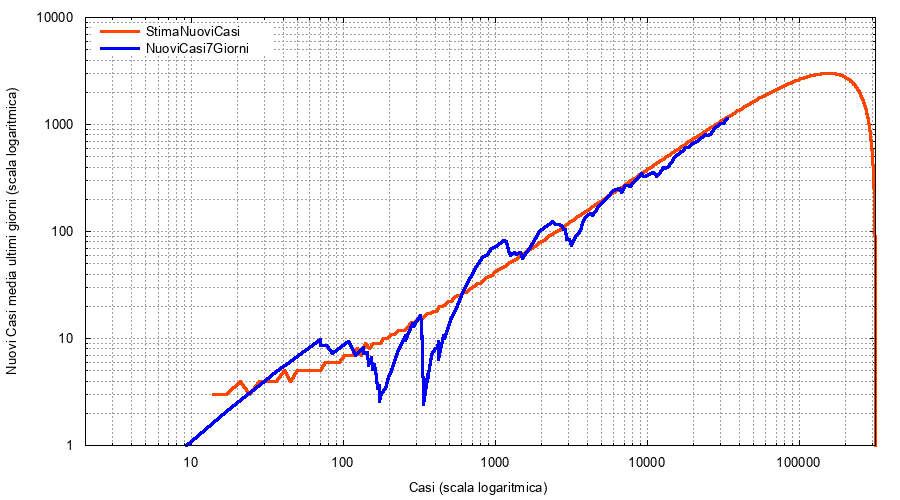 10000
1000
100
10
1
StimaNuoviCasi
NuoviCasi7Giorni
Nuovi Casi media ultimi giorni (scala logaritmica)
10 100 1000 10000 100000
Casi (scala logaritmica)